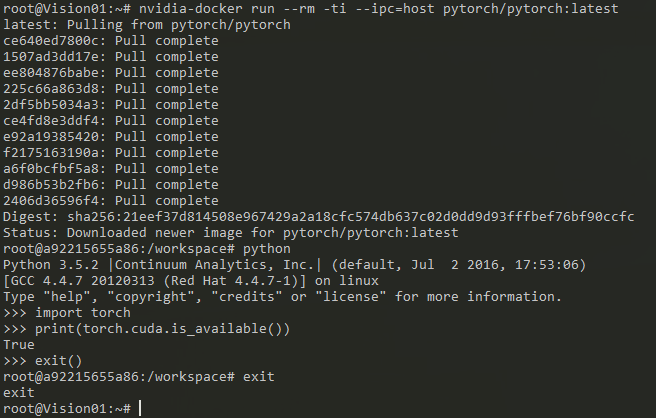 root@Vision01:~# nvidia-docker run --rm -ti --ipc=host pytorch/pytorch:latest
latest: Pulling from pytorch/pytorch
ce640ed7800c: Pull complete
1507ad3dd17e: Pull complete
ee804876babe: Pull complete
225c66a863d8: Pull complete
2df5bb5034a3: Pull complete
ce4fd8e3ddf4: Pull complete
e92a19385420: Pull complete
f2175163190a: Pull complete
a6f0bcfbf5a8: Pull complete
d986b53b2fb6: Pull complete
2406d36596f4: Pull complete
Digest: sha256:21eef37d814508e967429a2a18cfc574db637c02d0dd9d93fffbef76bf90ccfc
Status: Downloaded newer image for pytorch/pytorch:latest
root@a92215655a86:/workspace# python
Python 3.5.2 |Continuum Analytics, Inc.| (default, Jul  2 2016, 17:53:06)
[GCC 4.4.7 20120313 (Red Hat 4.4.7-1)] on linux
Type "help", "copyright", "credits" or "license" for more information.
>>> import torch
>>> print(torch.cuda.is_available())
True
>>> exit()
root@a92215655a86:/workspace# exit
exit
root@Vision01:~#